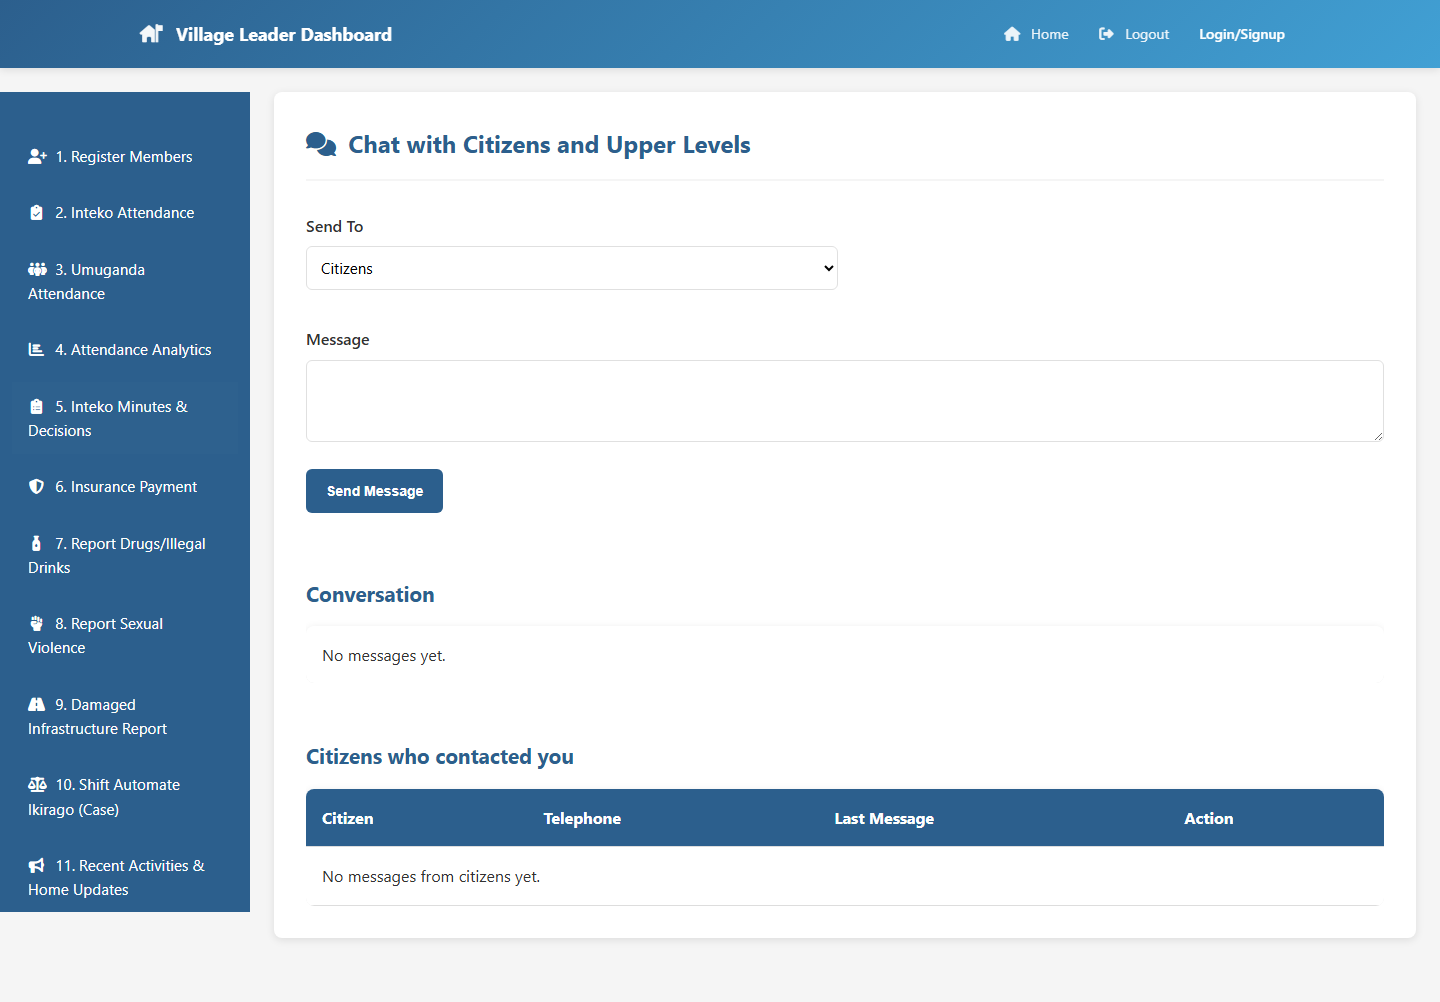 Village Leader Dashboard
Home
Logout
Login/Signup
1. Register Members
2. Inteko Attendance
3. Umuganda
Attendance
4. Attendance Analytics
5. Inteko Minutes &
Decisions
6. Insurance Payment
7. Report Drugs/Illegal
Drinks
8. Report Sexual
Violence
9. Damaged
Infrastructure Report
10. Shift Automate
Ikirago (Case)
11. Recent Activities &
Home Updates
Chat with Citizens and Upper Levels
Send To
Citizens
Message
Send Message
Conversation
No messages yet.
Citizens who contacted you
Citizen
Telephone
Last Message
Action
No messages from citizens yet.